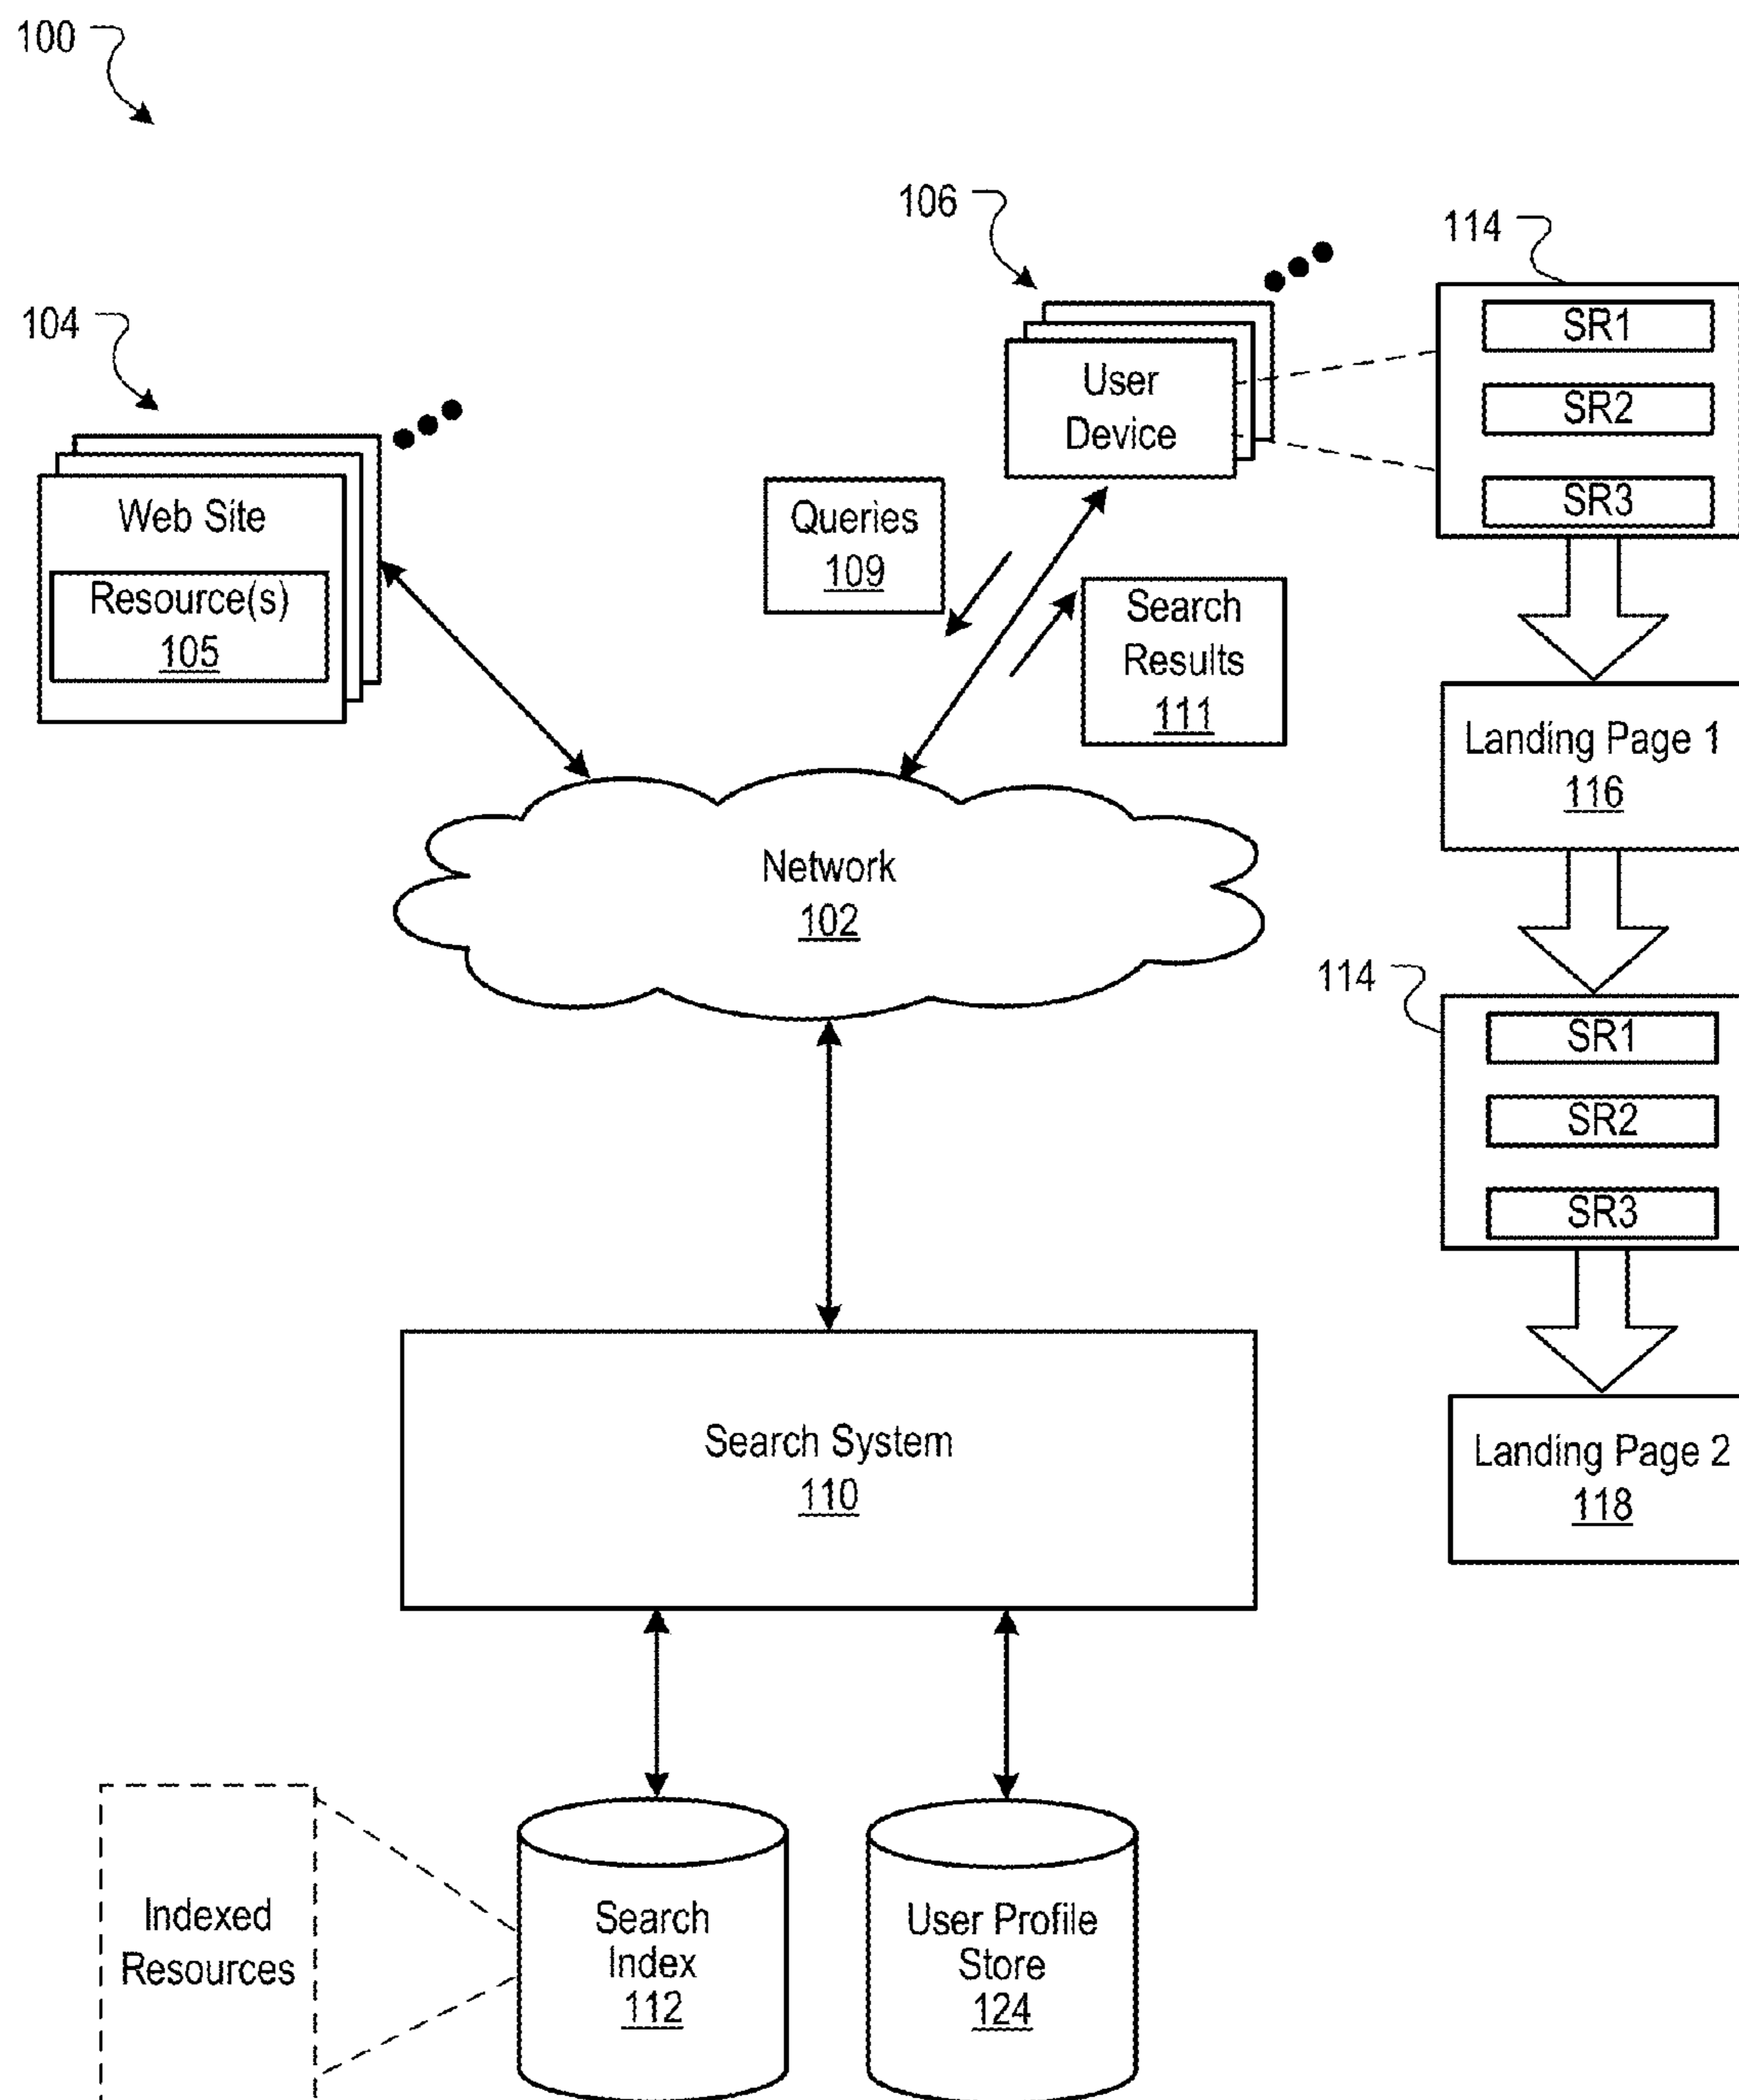 100
106
114
SR1
SR2
SR3
104
User
Device
Web Site
Resource(s)
105
Queries
109
Search
Results
111
Landing Page 1
116
Network
102
114
SR1
SR2
SR3
Search System
110
Landing Page 2
118
Indexed
Resources
Search
Index
112
User Profile
Store
124